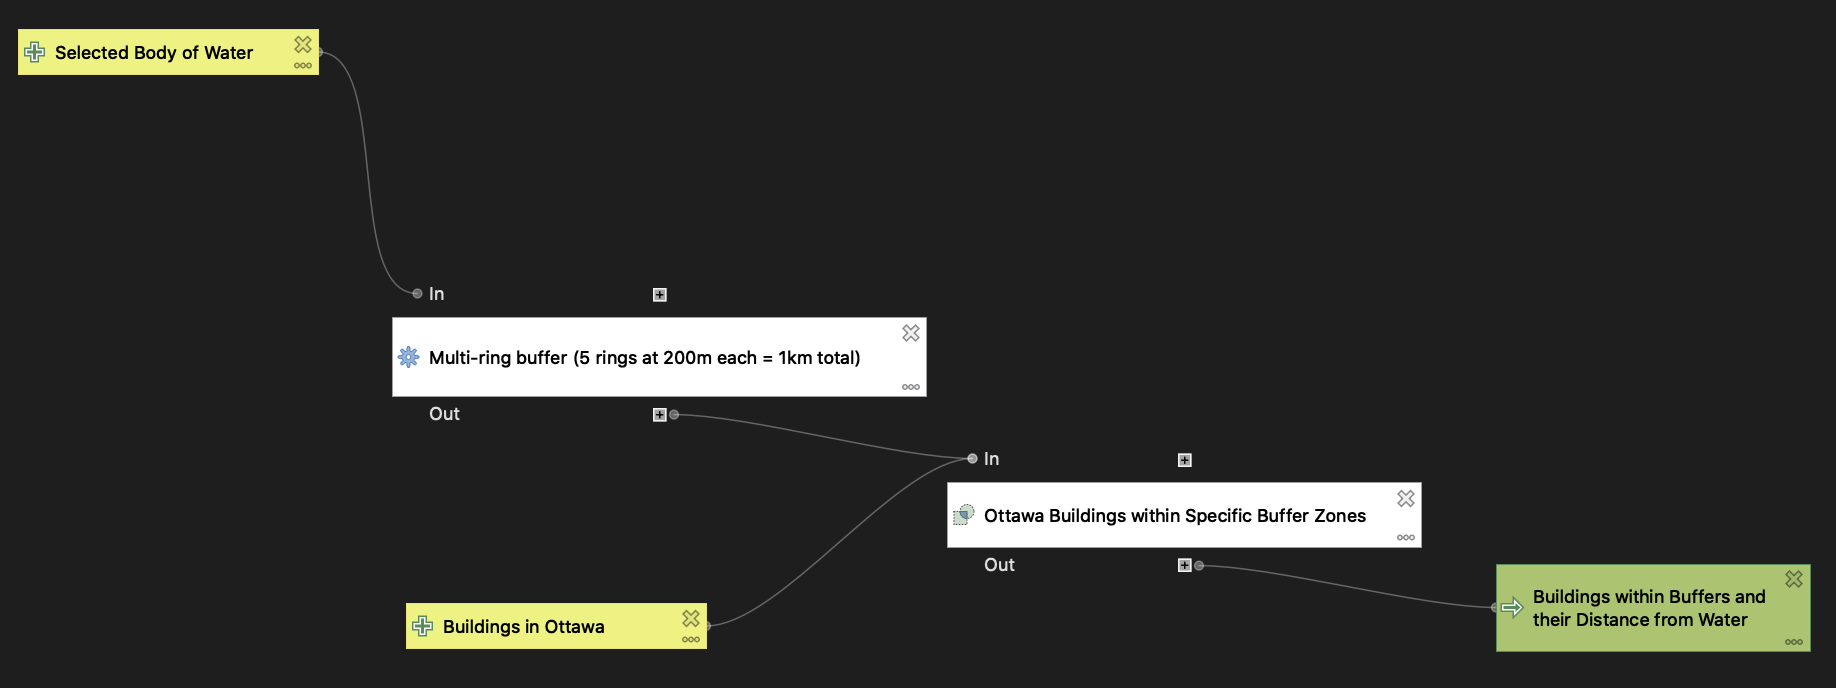 Selected Body of Water
In
Multi-ring buffer (5 rings at 200m each = 1km total)
Out
In
Ottawa Buildings within Specific Buffer Zones
Out
Buildings in Ottawa
Buildings within Buffers and
their Distance from Water